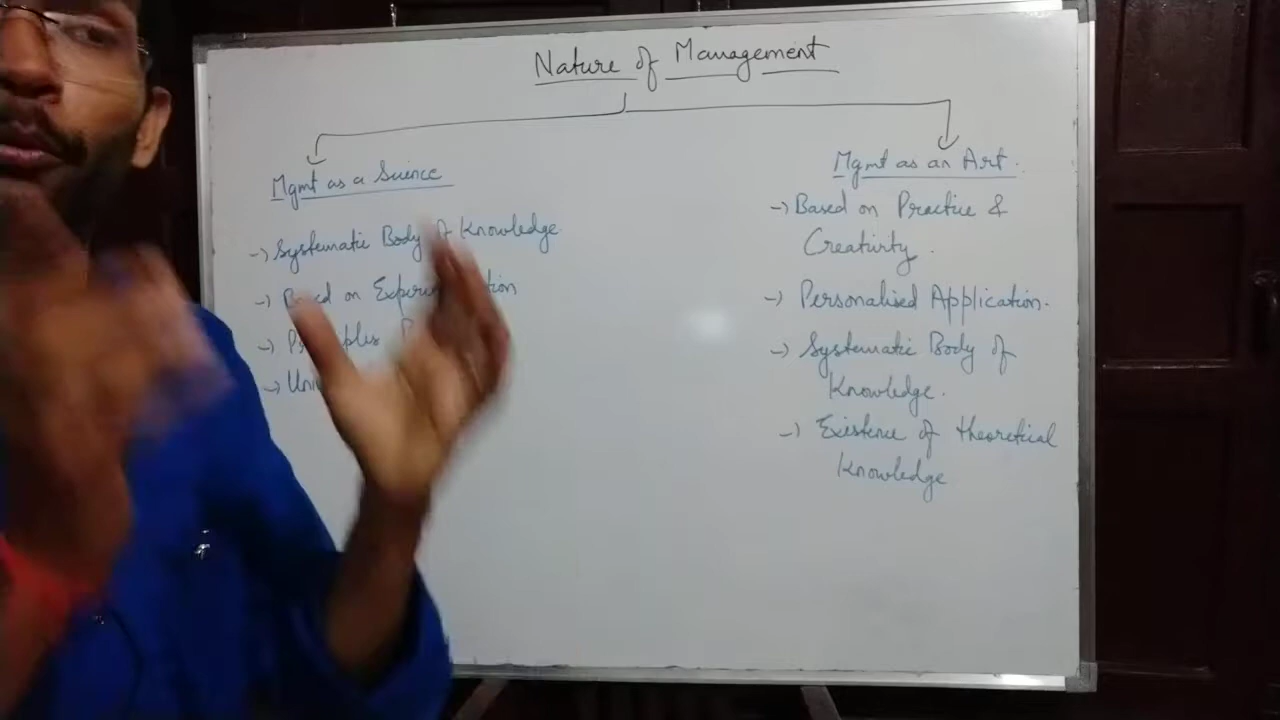 Nature of Management
Mgmt as a Science
-) Systematic Body of Knowledge
-) Based on
-) Principles
-)
Mgmt as an Art.
-) Based on Practice &
Creativity.
-) Personalised Application.
-) Systematic Body of
Knowledge.
-) Existence of theoretical
Knowledge